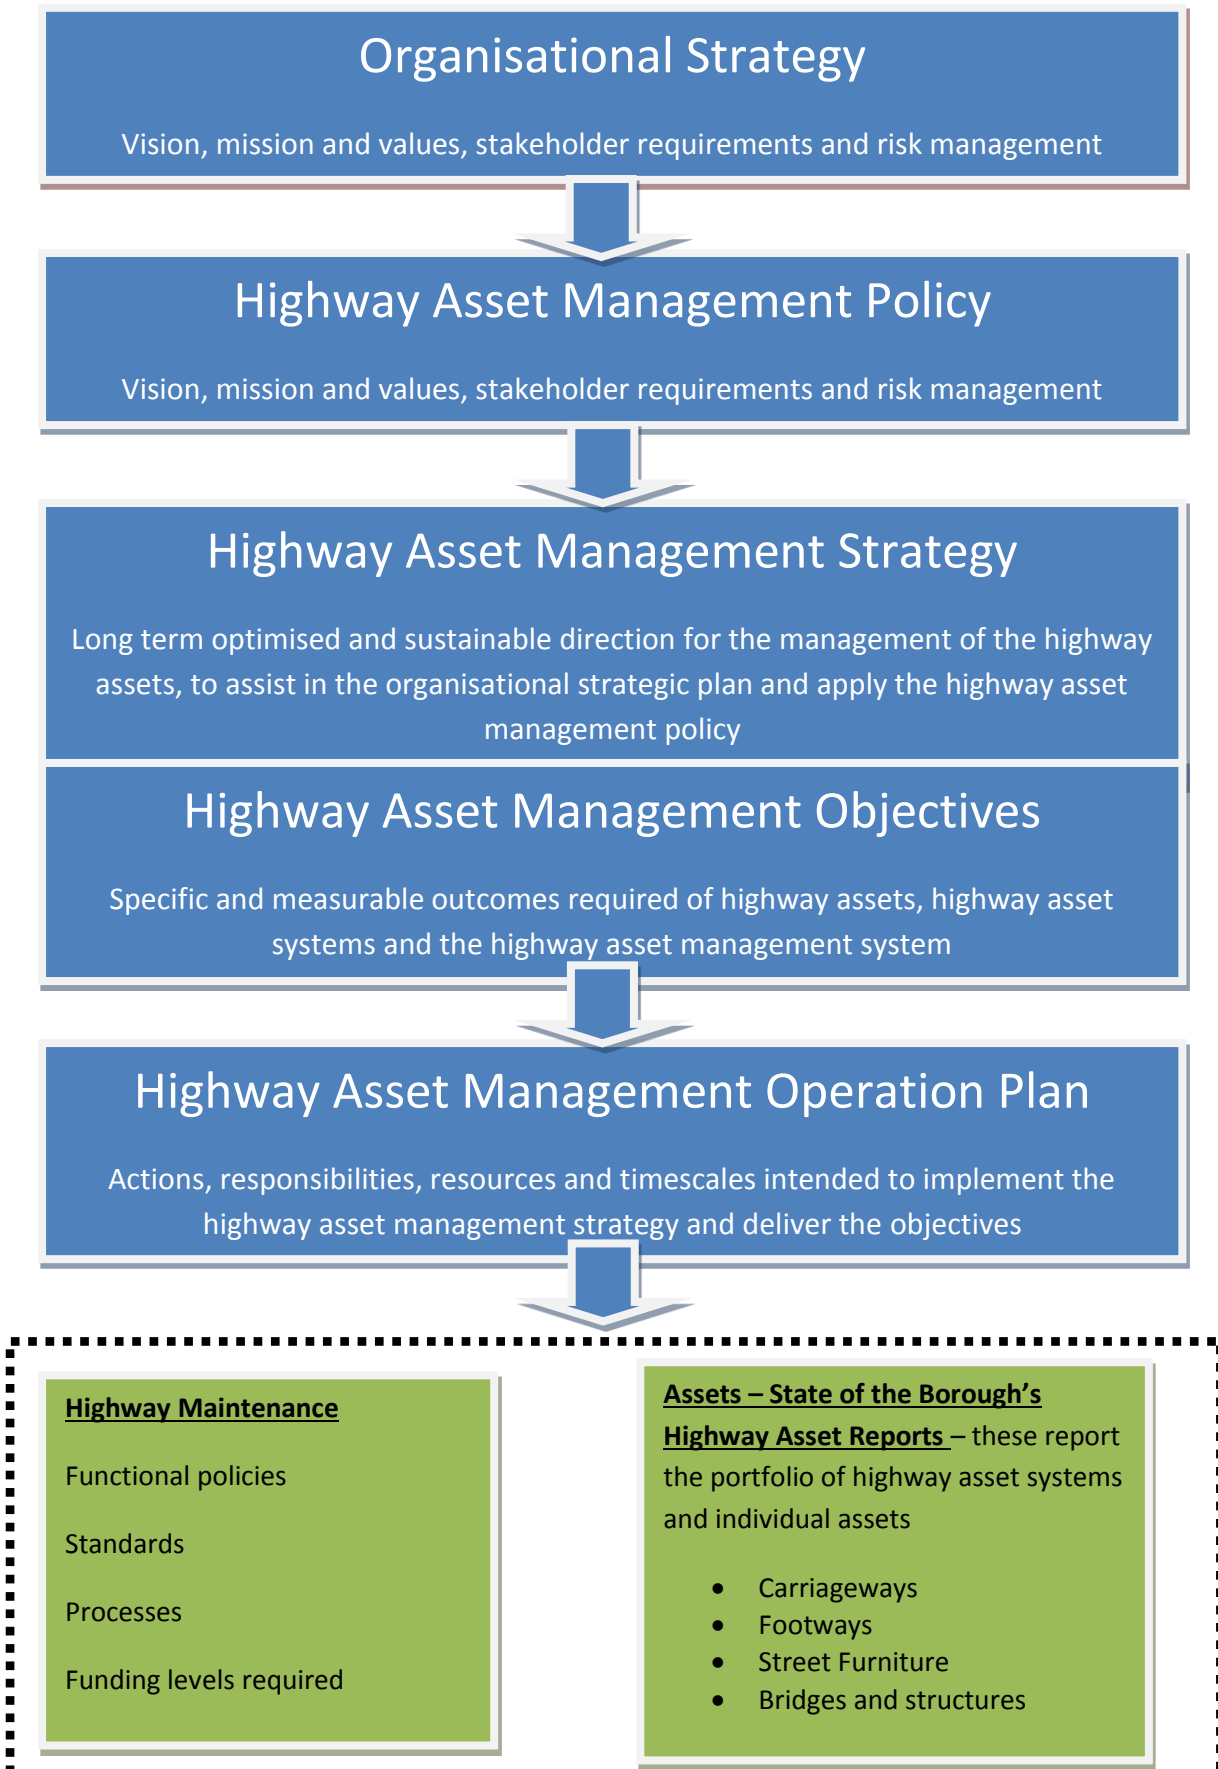 Organisational Strategy
Vision, mission and values, stakeholder requirements and risk management
Highway Asset Management Policy
Vision, mission and values, stakeholder requirements and risk management
Highway Asset Management Strategy
Long term optimised and sustainable direction for the management of the highway
assets, to assist in the organisational strategic plan and apply the highway asset
management policy
Highway Asset Management Objectives
Specific and measurable outcomes required of highway assets, highway asset
systems and the highway asset management system
Highway Asset Management Operation Plan
Actions, responsibilities, resources and timescales intended to implement the
highway asset management strategy and deliver the objectives
Highway Maintenance
Functional policies
Standards
Processes
Funding levels required
Assets – State of the Borough’s
Highway Asset Reports – these report
the portfolio of highway asset systems
and individual assets
• Carriageways
• Footways
• Street Furniture
• Bridges and structures